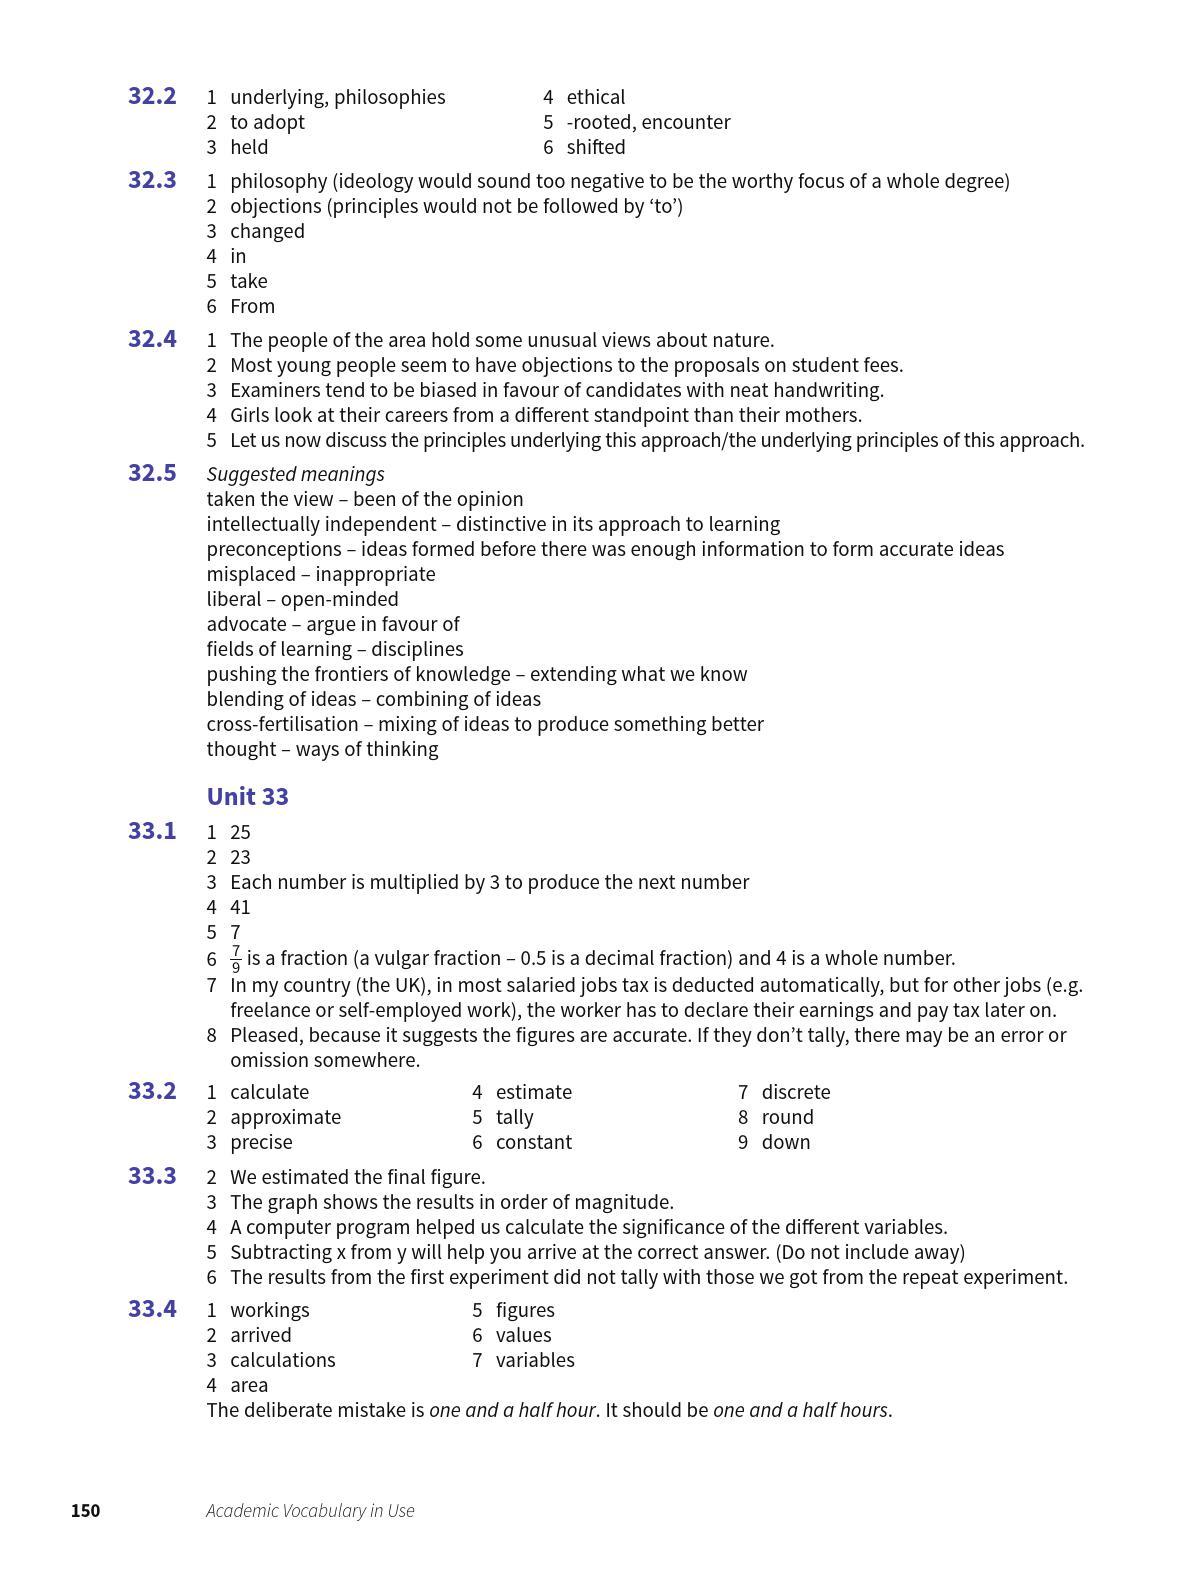 32.2 1 underlying, philosophies 4 ethical
2 to adopt 5 -rooted, encounter
3 held 6 shifted
32.3 1 philosophy (ideology would sound too negative to be the worthy focus of a whole degree)
2 objections (principles would not be followed by ‘to’)
3 changed
4 in
5 take
6 From
32.4 1 The people of the area hold some unusual views about nature.
2 Most young people seem to have objections to the proposals on student fees.
3 Examiners tend to be biased in favour of candidates with neat handwriting.
4 Girls look at their careers from a different standpoint than their mothers.
5 Let us now discuss the principles underlying this approach/the underlying principles of this approach.
32.5 Suggested meanings
taken the view – been of the opinion
intellectually independent – distinctive in its approach to learning
preconceptions – ideas formed before there was enough information to form accurate ideas
misplaced – inappropriate
liberal – open-minded
advocate – argue in favour of
fields of learning – disciplines
pushing the frontiers of knowledge – extending what we know
blending of ideas – combining of ideas
cross-fertilisation – mixing of ideas to produce something better
thought – ways of thinking
Unit 33
33.1 1 25
2 23
3 Each number is multiplied by 3 to produce the next number
4 41
5 7
6 7/9 is a fraction (a vulgar fraction – 0.5 is a decimal fraction) and 4 is a whole number.
7 In my country (the UK), in most salaried jobs tax is deducted automatically, but for other jobs (e.g.
freelance or self-employed work), the worker has to declare their earnings and pay tax later on.
8 Pleased, because it suggests the figures are accurate. If they don’t tally, there may be an error or
omission somewhere.
33.2 1 calculate 4 estimate 7 discrete
2 approximate 5 tally 8 round
3 precise 6 constant 9 down
33.3 2 We estimated the final figure.
3 The graph shows the results in order of magnitude.
4 A computer program helped us calculate the significance of the different variables.
5 Subtracting x from y will help you arrive at the correct answer. (Do not include away)
6 The results from the first experiment did not tally with those we got from the repeat experiment.
33.4 1 workings 5 figures
2 arrived 6 values
3 calculations 7 variables
4 area
The deliberate mistake is one and a half hour. It should be one and a half hours.
150 Academic Vocabulary in Use